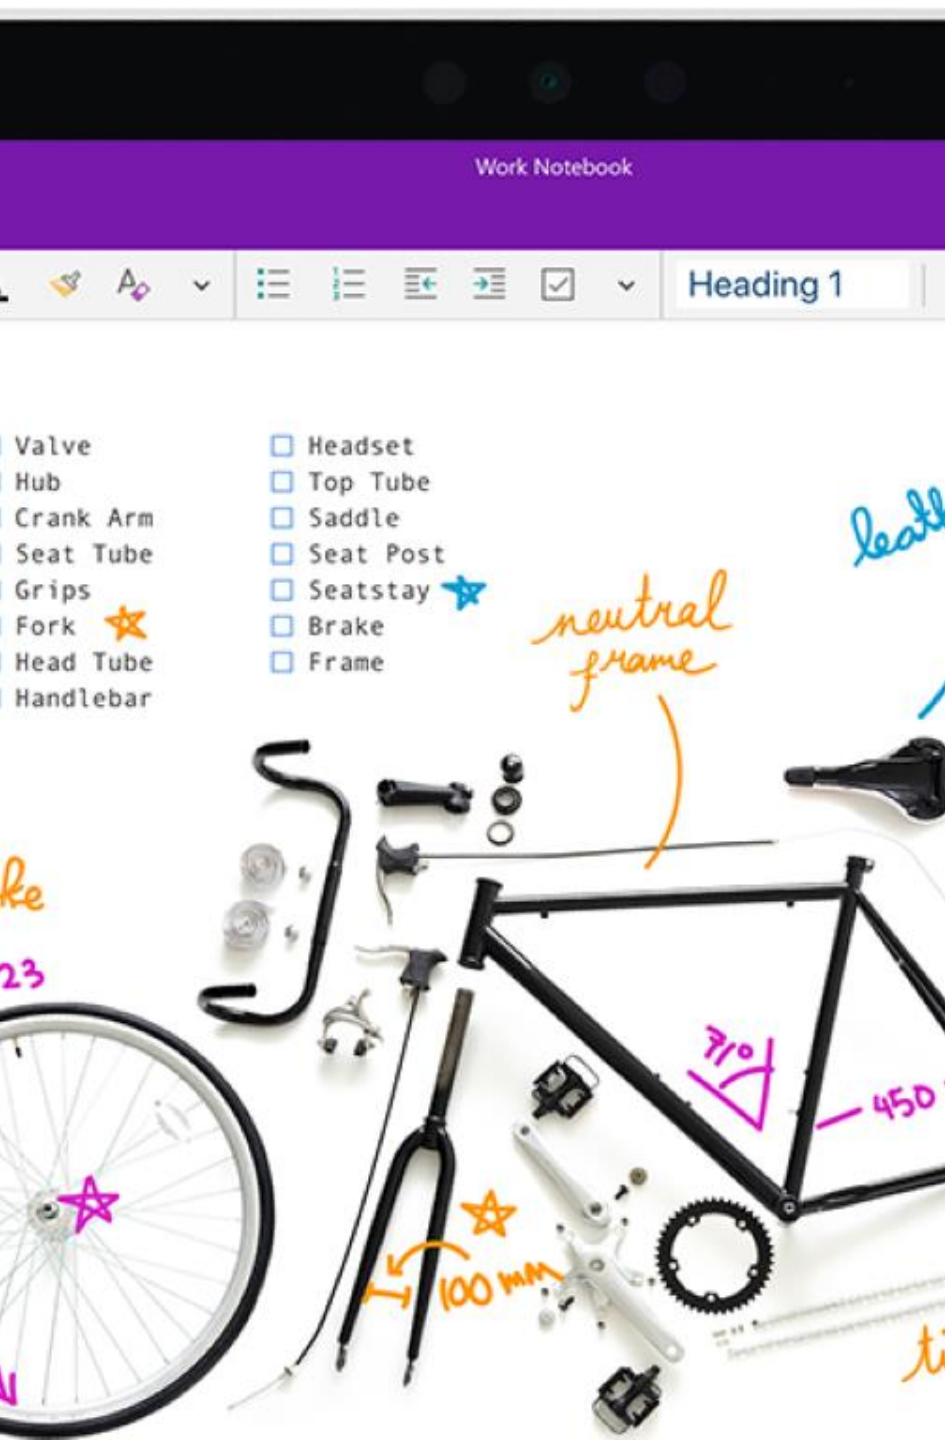 Work Notebook
Heading 1
Valve
Hub
Crank Arm
Seat Tube
Grips
Fork
Head Tube
Handlebar
Headset
Top Tube
Saddle
Seat Post
Seatstay
Brake
Frame
neutral
frame
71°
450
100 mm
23